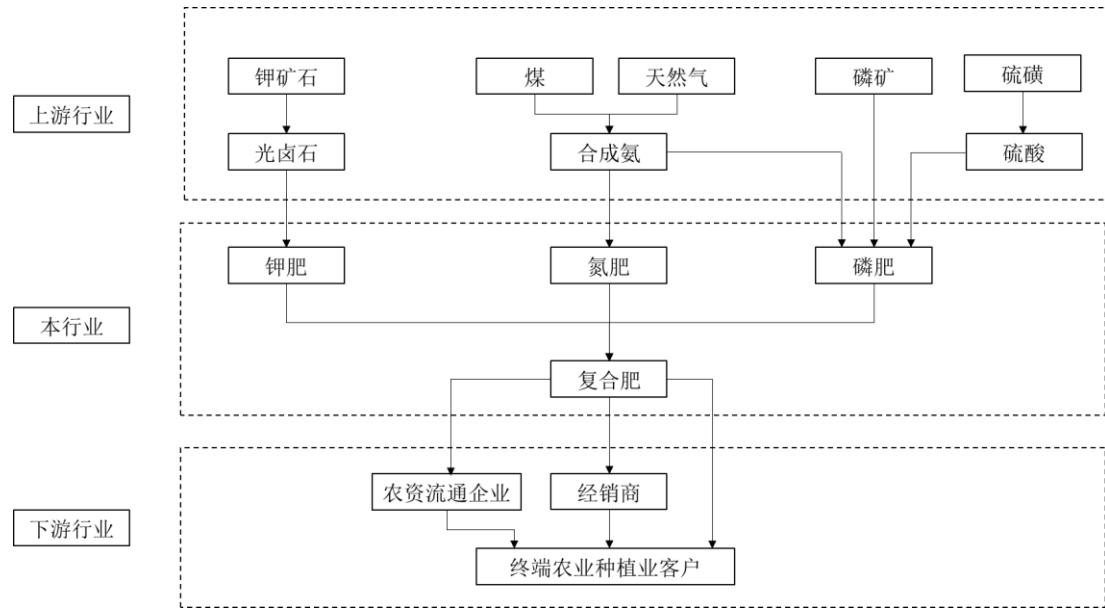 钾矿石
煤
天然气
磷矿
硫磺
上游行业
光卤石
合成氨
硫酸
钾肥
氮肥
磷肥
本行业
复合肥
农资流通企业
经销商
下游行业
终端农业种植业客户